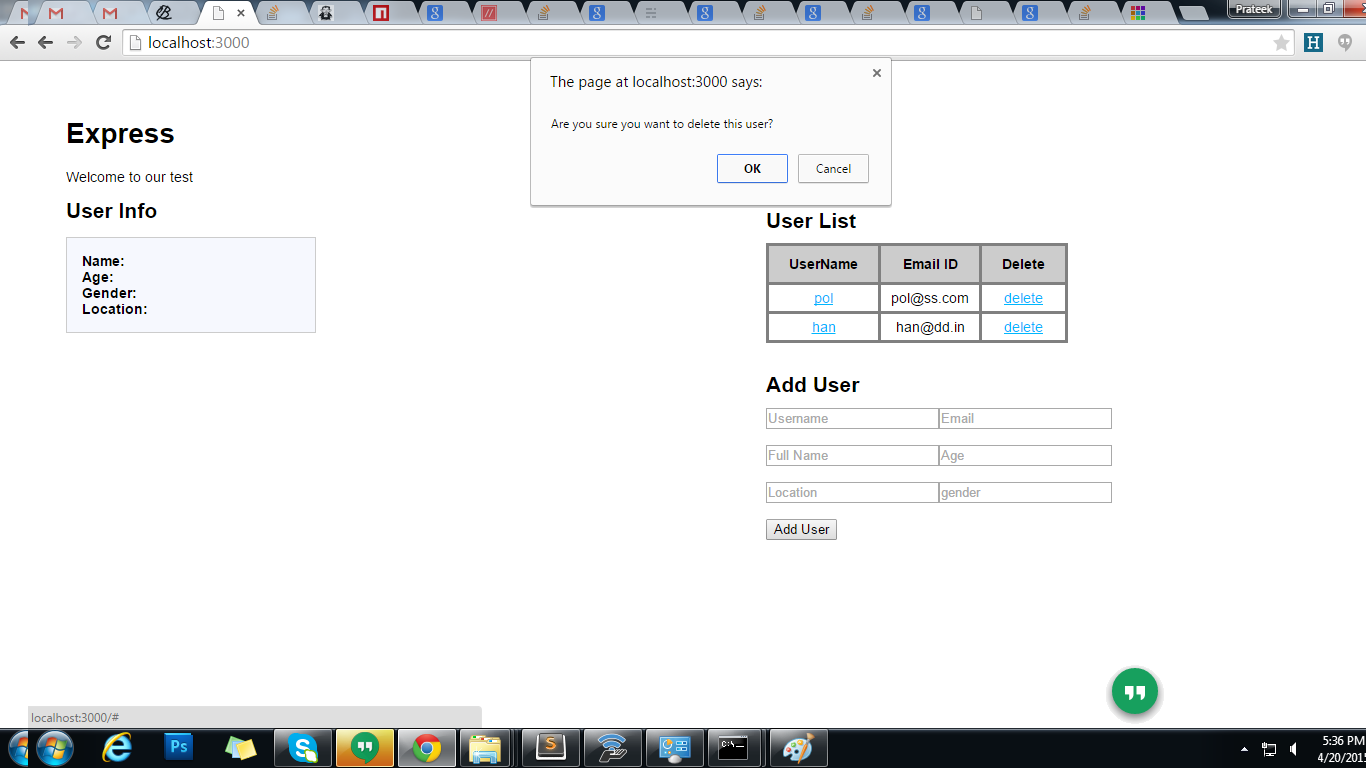 Prateek
localhost:3000
The page at localhost:3000 says:
Are you sure you want to delete this user?
OK Cancel
Express
Welcome to our test
User Info
Name:
Age:
Gender:
Location:
User List
UserName Email ID Delete
pol pol@ss.com delete
han han@dd.in delete
Add User
Username Email
Full Name Age
Location gender
Add User
localhost:3000/#
Ps
C:\_
5:36 PM
4/20/201